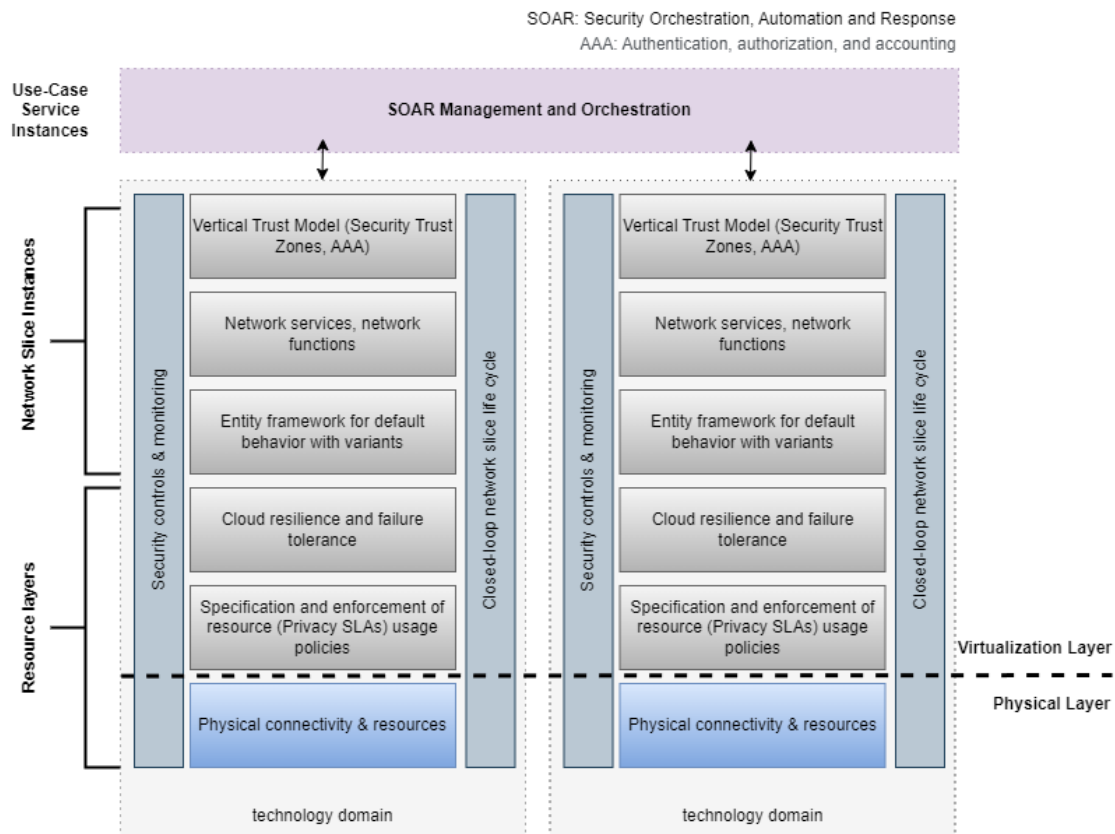 SOAR: Security Orchestration, Automation and Response
AAA: Authentication, authorization, and accounting
Use-Case
Service
Instances
SOAR Management and Orchestration
Network Slice Instances
Resource layers
Security controls & monitoring
Vertical Trust Model (Security Trust
Zones, AAA)
Network services, network
functions
Entity framework for default
behavior with variants
Cloud resilience and failure
tolerance
Specification and enforcement of
resource (Privacy SLAs) usage
policies
Physical connectivity & resources
Closed-loop network slice life cycle
technology domain
Security controls & monitoring
Vertical Trust Model (Security Trust
Zones, AAA)
Network services, network
functions
Entity framework for default
behavior with variants
Cloud resilience and failure
tolerance
Specification and enforcement of
resource (Privacy SLAs) usage
policies
Physical connectivity & resources
Closed-loop network slice life cycle
technology domain
Virtualization Layer
Physical Layer